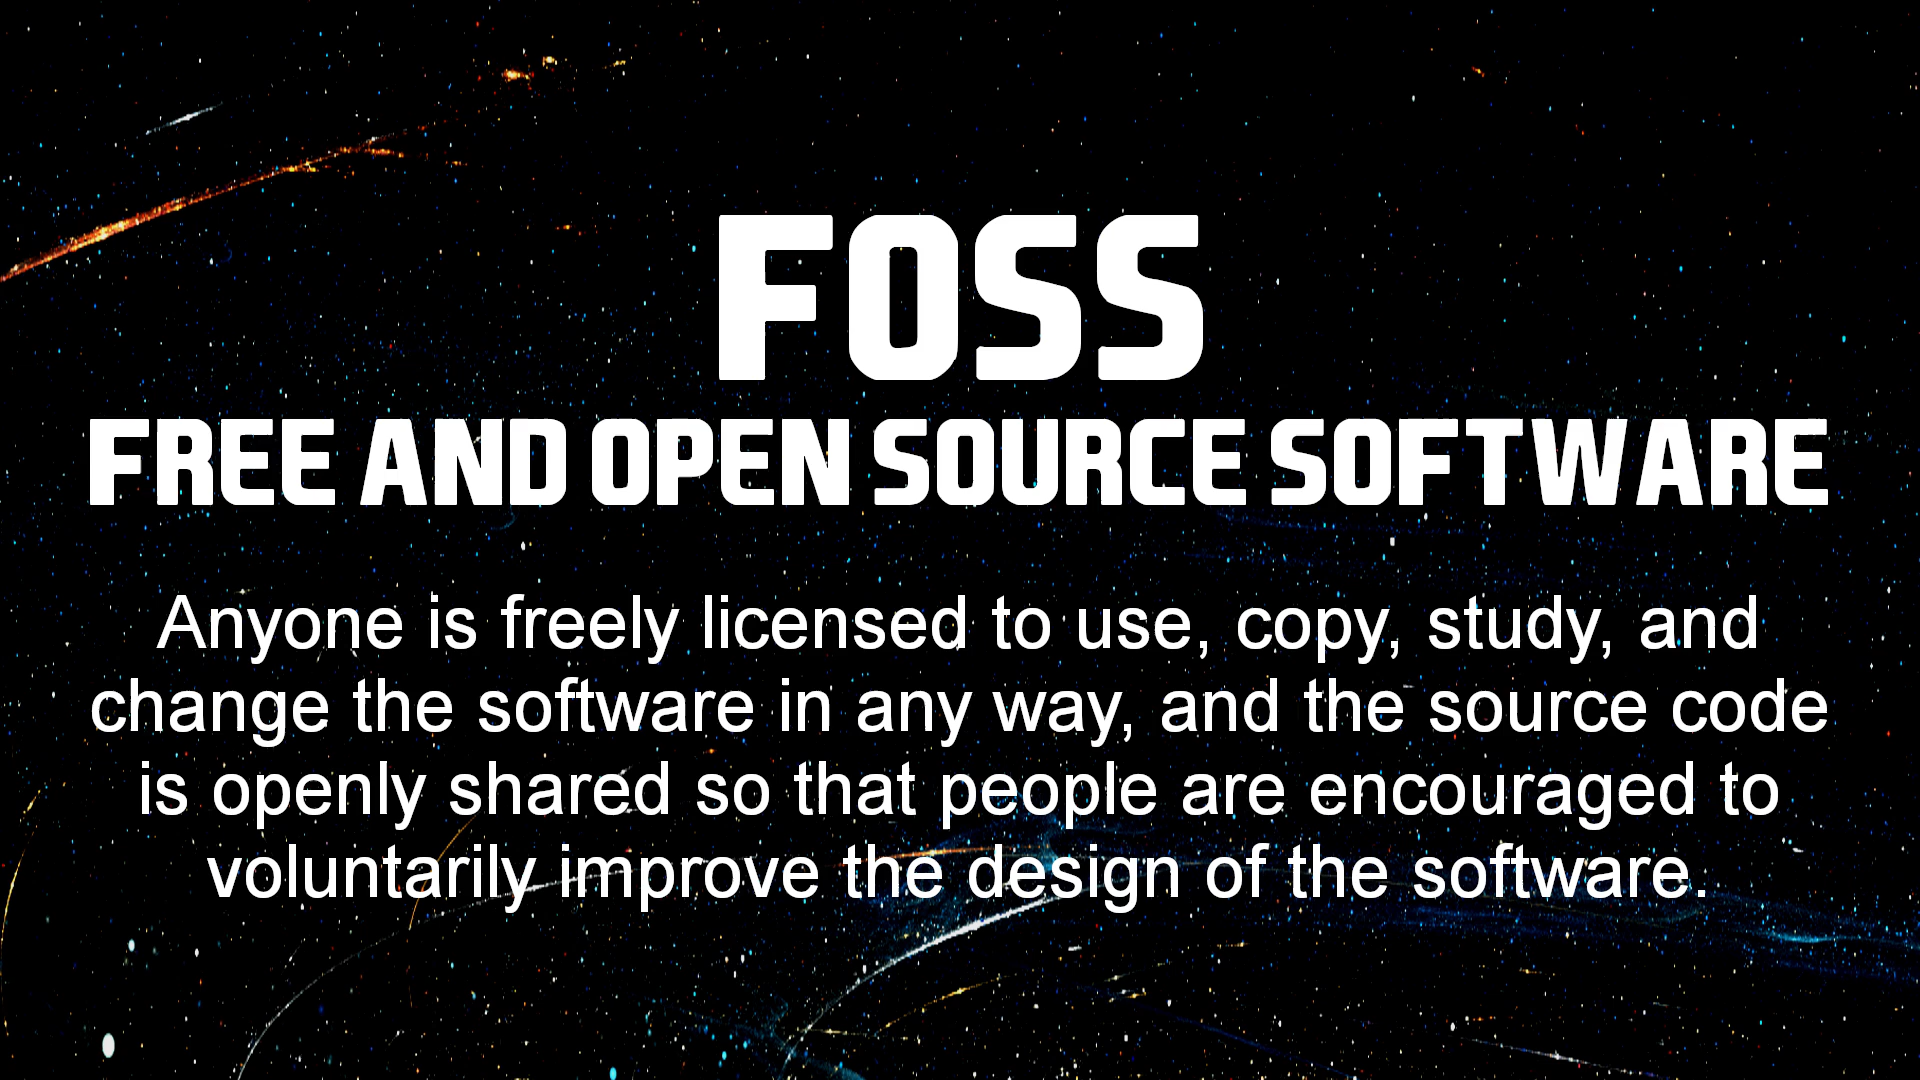 FOSS
FREE AND OPEN SOURCE SOFTWARE
Anyone is freely licensed to use, copy, study, and
change the software in any way, and the source code
is openly shared so that people are encouraged to
voluntarily improve the design of the software.